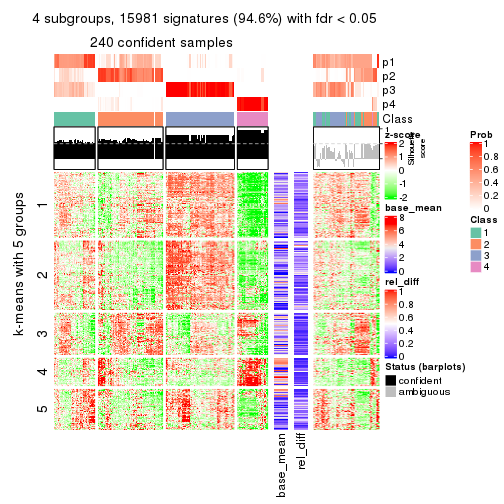 4 subgroups, 15981 signatures (94.6%) with fdr < 0.05
240 confident samples
p1
p2
p3
p4
Class
1
Silhouette
score
k-means with 5 groups
1
2
3
4
5
base_mean
rel_diff
z-score
2
1
0
-1
-2
base_mean
8
6
4
2
0
rel_diff
1
0.8
0.6
0.4
0.2
0
Status (barplots)
confident
ambiguous
Prob
1
0.8
0.6
0.4
0.2
0
Class
1
2
3
4